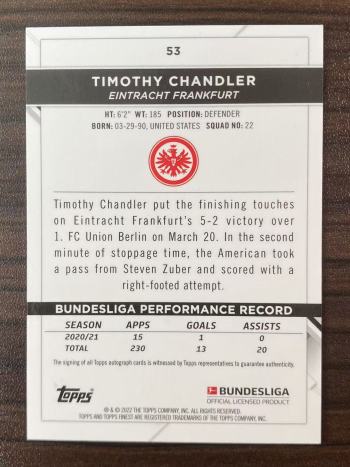 53
TIMOTHY CHANDLER
EINTRACHT FRANKFURT
HT: 6'2" WT: 185 POSITION: DEFENDER
BORN: 03-29-90, UNITED STATES SQUAD NO: 22
Timothy Chandler put the finishing touches
on Eintracht Frankfurt's 5-2 victory over
1. FC Union Berlin on March 20. In the second
minute of stoppage time, the American took
a pass from Steven Zuber and scored with a
right-footed attempt.
BUNDESLIGA PERFORMANCE RECORD
SEASON APPS GOALS ASSISTS
2020/21 15 1 0
TOTAL 230 13 20
The signing of all Topps autograph cards is witnessed by Topps representatives to guarantee authenticity.
Topps
BUNDESLIGA
OFFICIAL LICENSED PRODUCT
® & © 2022 THE TOPPS COMPANY, INC. ALL RIGHTS RESERVED.
TOPPS AND TOPPS FINEST ARE REGISTERED TRADEMARKS OF THE TOPPS COMPANY, INC.